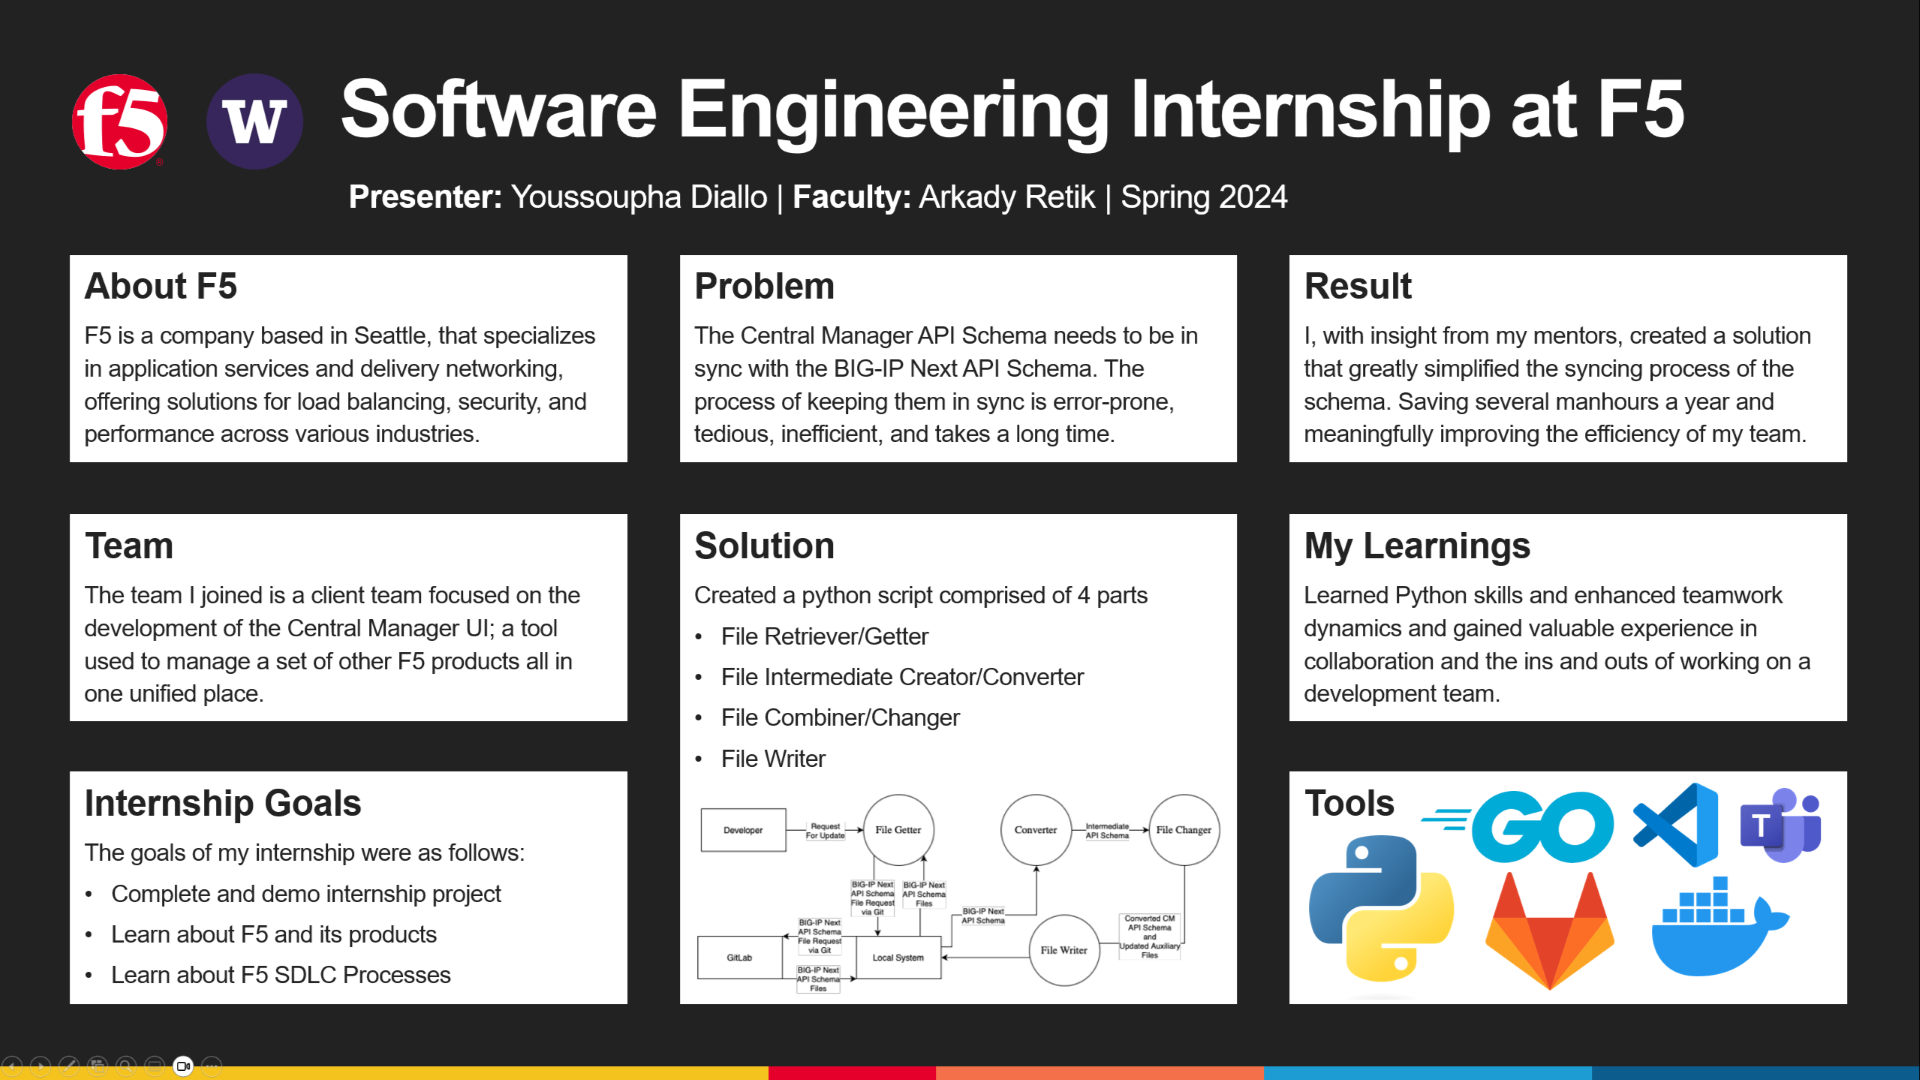 f5
W
Software Engineering Internship at F5
Presenter: Youssoupha Diallo | Faculty: Arkady Retik | Spring 2024
About F5
F5 is a company based in Seattle, that specializes
in application services and delivery networking,
offering solutions for load balancing, security, and
performance across various industries.
Team
The team I joined is a client team focused on the
development of the Central Manager UI; a tool
used to manage a set of other F5 products all in
one unified place.
Internship Goals
The goals of my internship were as follows:
• Complete and demo internship project
• Learn about F5 and its products
• Learn about F5 SDLC Processes
Problem
The Central Manager API Schema needs to be in
sync with the BIG-IP Next API Schema. The
process of keeping them in sync is error-prone,
tedious, inefficient, and takes a long time.
Solution
Created a python script comprised of 4 parts
• File Retriever/Getter
• File Intermediate Creator/Converter
• File Combiner/Changer
• File Writer
Developer
Request
For Update
File Getter
Converter
Intermediate
API Schema
File Changer
BIG-IP Next
API Schema
File Request
via Git
BIG-IP Next
API Schema
Files
BIG-IP Next
API Schema
BIG-IP Next
API Schema
File Request
via Git
Converted CM
API Schema
and
Updated Auxiliary
Files
GitLab
Local System
File Writer
BIG-IP Next
API Schema
Files
Result
I, with insight from my mentors, created a solution
that greatly simplified the syncing process of the
schema. Saving several manhours a year and
meaningfully improving the efficiency of my team.
My Learnings
Learned Python skills and enhanced teamwork
dynamics and gained valuable experience in
collaboration and the ins and outs of working on a
development team.
Tools
GO
T